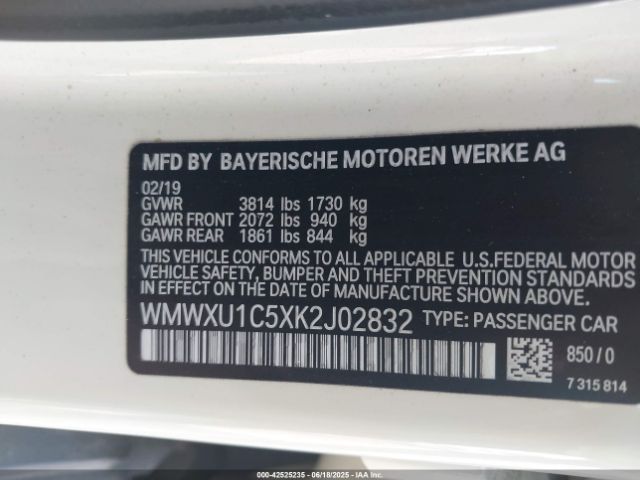 MFD BY BAYERISCHE MOTOREN WERKE AG
02/19
GVWR 3814 lbs 1730 kg
GAWR FRONT 2072 lbs 940 kg
GAWR REAR 1861 lbs 844 kg
THIS VEHICLE CONFORMS TO ALL APPLICABLE U.S.FEDERAL MOTOR
VEHICLE SAFETY, BUMPER AND THEFT PREVENTION STANDARDS
IN EFFECT ON THE DATE OF MANUFACTURE SHOWN ABOVE.
WMWXU1C5XK2J02832 TYPE: PASSENGER CAR
850 / 0
7 315 814
000-42525235 - 06/18/2025 - IAAI.COM